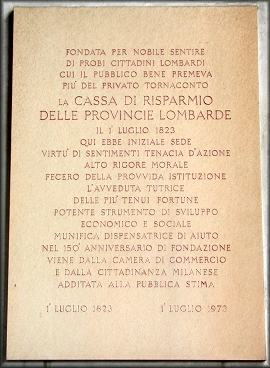 FONDATA PER NOBILE SENTIRE
DI PROBI CITTADINI LOMBARDI
CUI IL PUBBLICO BENE PREMEVA
PIU' DEL PRIVATO TORNACONTO
LA CASSA DI RISPARMIO
DELLE PROVINCIE LOMBARDE
IL 1° LUGLIO 1823
QUI EBBE INIZIALE SEDE
VIRTU' DI SENTIMENTI TENACIA D'AZIONE
ALTO RIGORE MORALE
FECERO DELLA PROVVIDA ISTITUZIONE
L'AVVEDUTA TUTRICE
DELLE PIU' TENUI FORTUNE
POTENTE STRUMENTO DI SVILUPPO
ECONOMICO E SOCIALE
MUNIFICA DISPENSATRICE DI AIUTO
NEL 150° ANNIVERSARIO DI FONDAZIONE
VIENE DALLA CAMERA DI COMMERCIO
E DALLA CITTADINANZA MILANESE
ADDITATA ALLA PUBBLICA STIMA
1° LUGLIO 1823 1° LUGLIO 1973